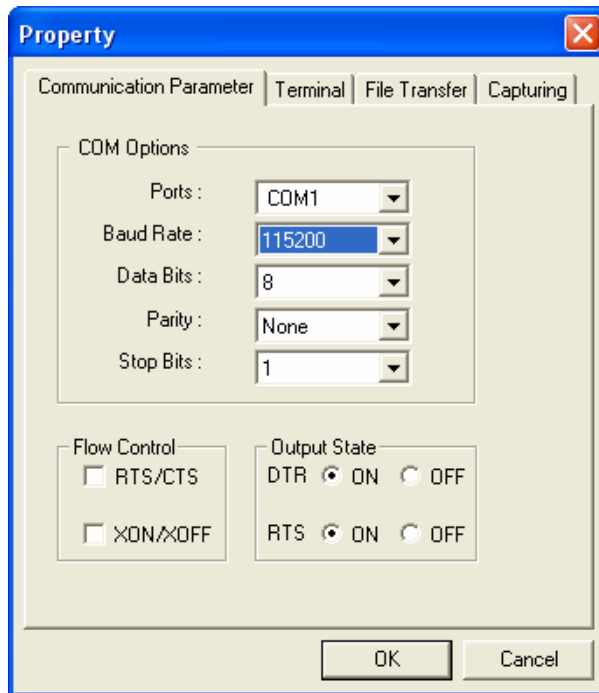 Property
Communication Parameter Terminal File Transfer Capturing
COM Options
Ports : COM1
Baud Rate : 115200
Data Bits : 8
Parity : None
Stop Bits : 1
Flow Control
RTS/CTS
XON/XOFF
Output State
DTR ON OFF
RTS ON OFF
OK Cancel